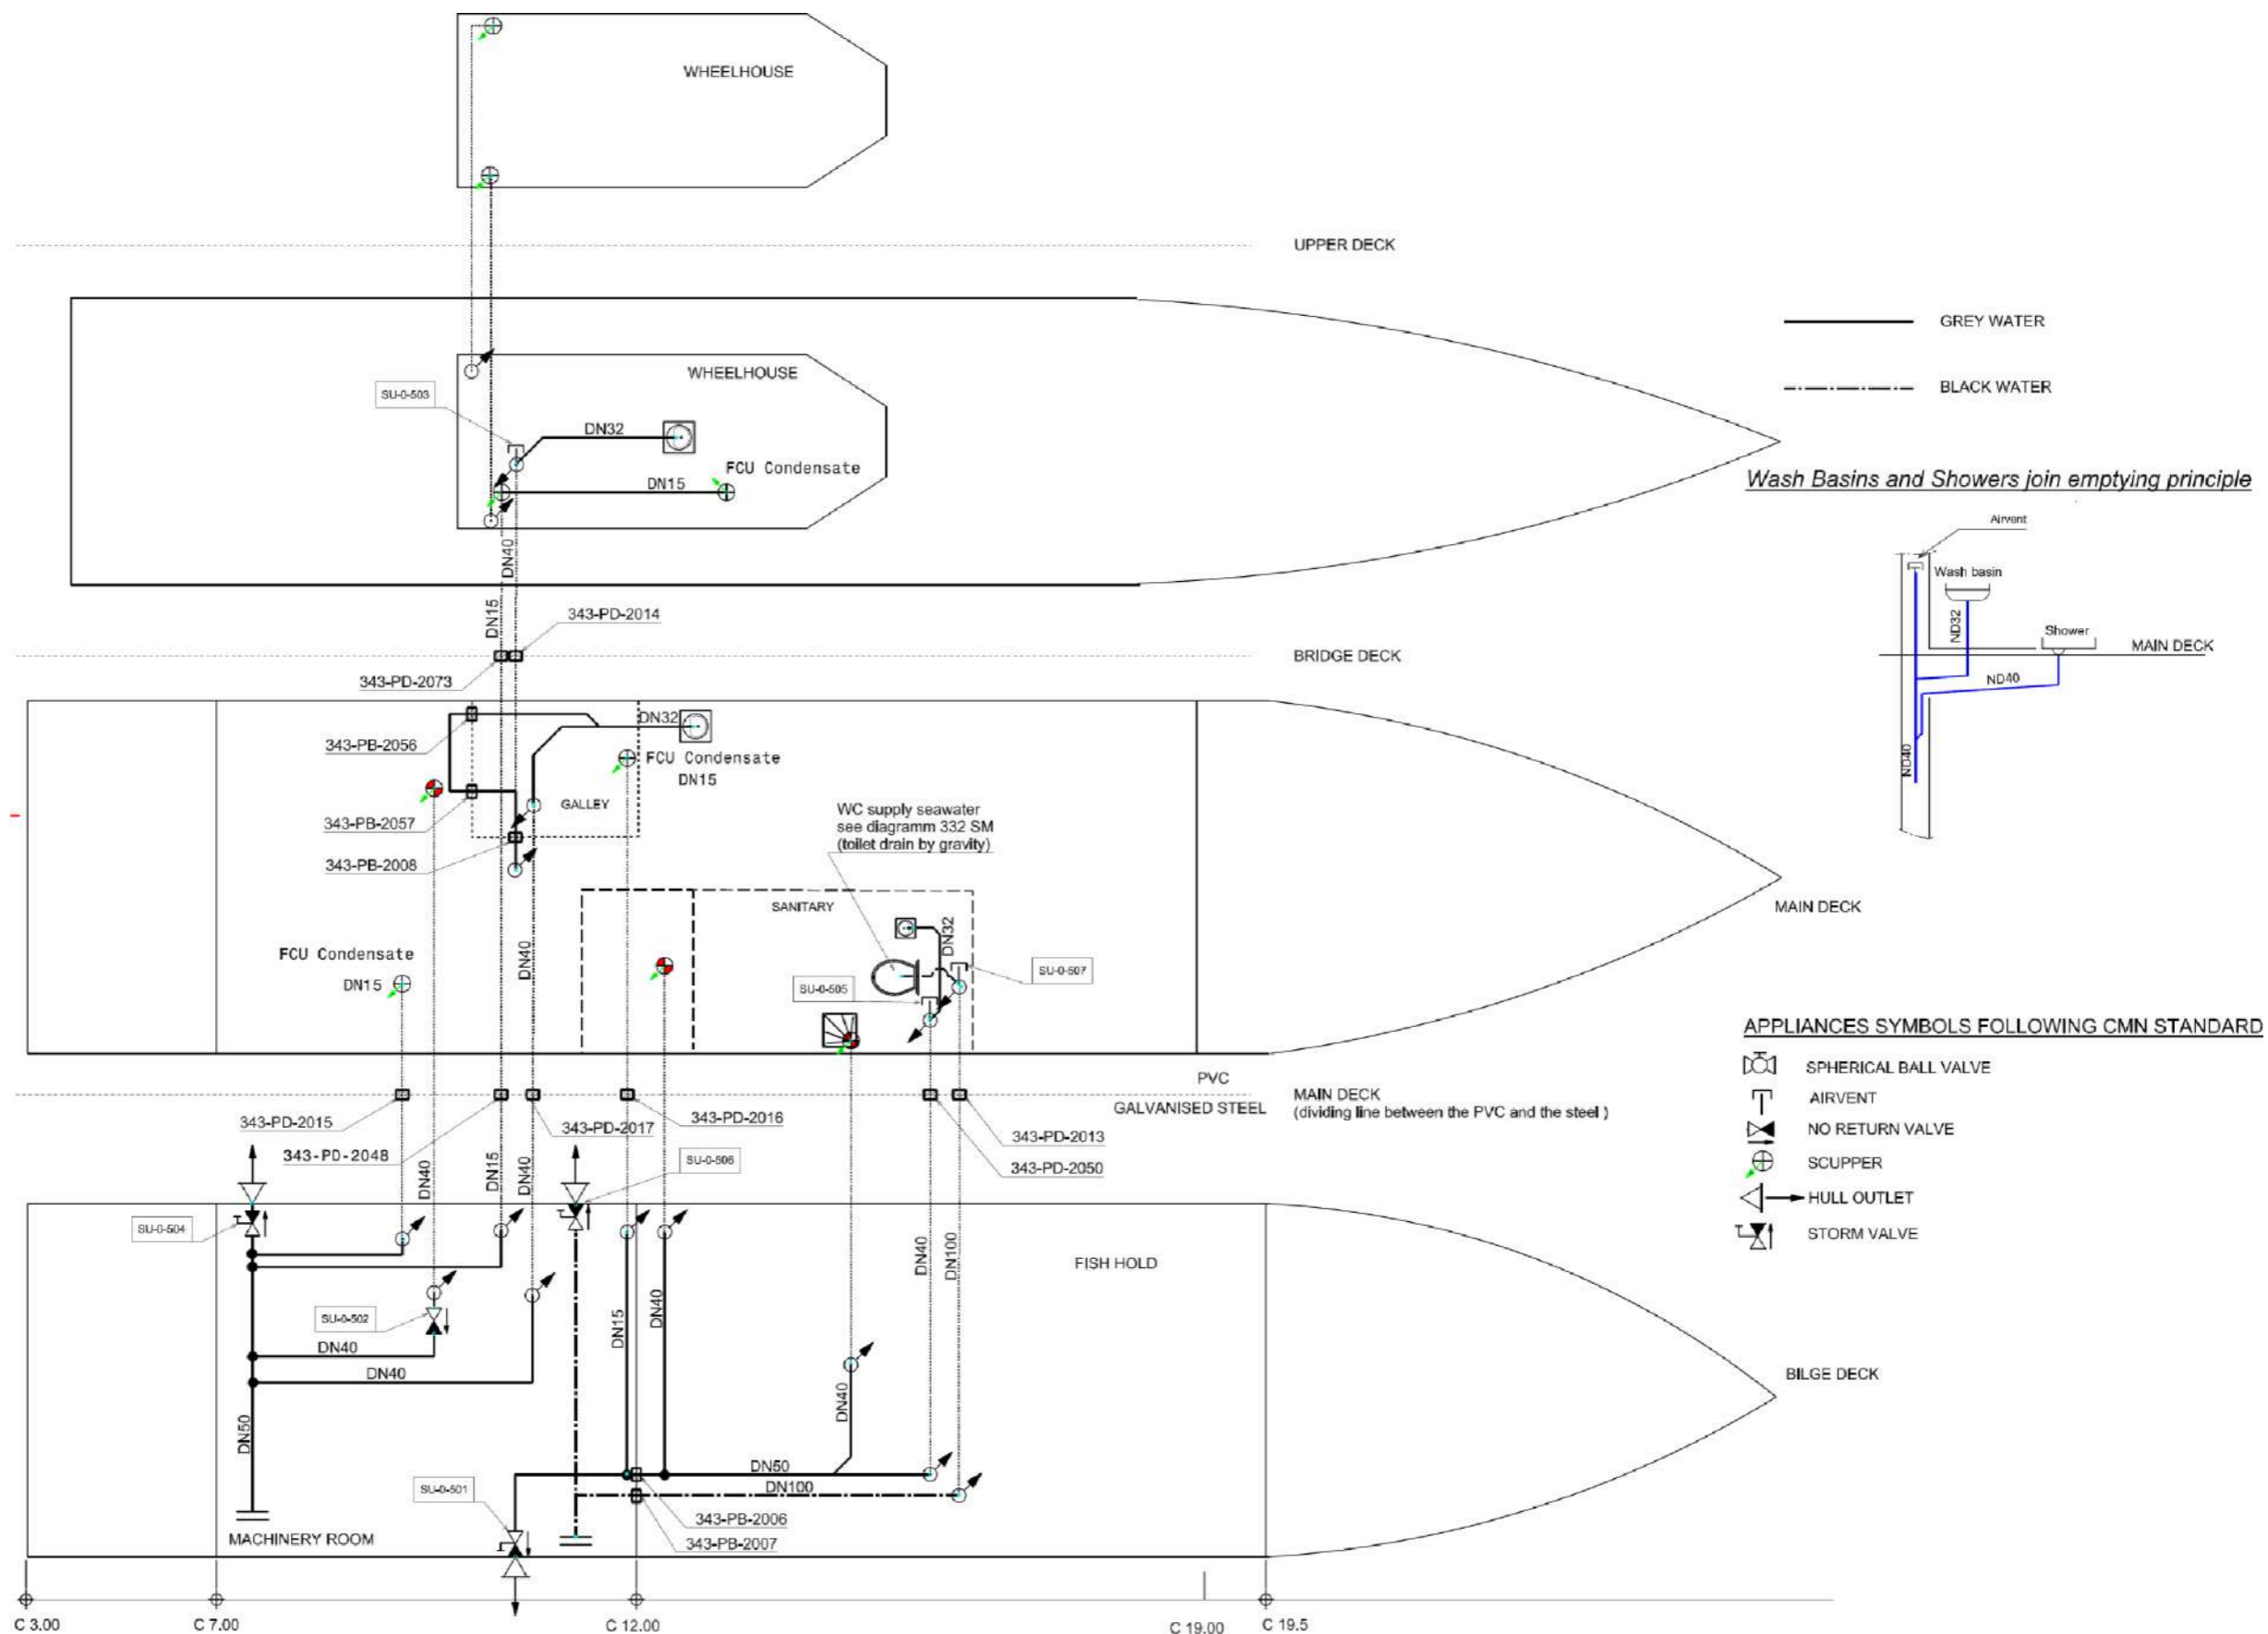 WHEELHOUSE
UPPER DECK
GREY WATER
WHEELHOUSE
SU-0-503
BLACK WATER
DN32
FCU Condensate
DN15
Wash Basins and Showers join emptying principle
Airvent
DN40
Wash basin
DN15
343-PD-2014
ND32
Shower
MAIN DECK
BRIDGE DECK
343-PD-2073
ND40
DN32
343-PB-2056
FCU Condensate
DN15
ND40
GALLEY
343-PB-2057
WC supply seawater
see diagramm 332 SM
(toilet drain by gravity)
343-PB-2008
SANITARY
MAIN DECK
DN32
DN40
FCU Condensate
DN15
SU-0-507
SU-0-505
APPLIANCES SYMBOLS FOLLOWING CMN STANDARD
SPHERICAL BALL VALVE
PVC
MAIN DECK
(dividing line between the PVC and the steel )
GALVANISED STEEL
AIRVENT
343-PD-2015
343-PD-2017
343-PD-2016
NO RETURN VALVE
343-PD-2013
343-PD-2048
SU-0-506
343-PD-2050
SCUPPER
DN40
DN15
DN40
HULL OUTLET
SU-0-504
STORM VALVE
DN40
DN100
FISH HOLD
SU-0-502
DN15
DN40
DN40
DN40
BILGE DECK
DN40
DN50
DN50
DN100
SU-0-501
343-PB-2006
MACHINERY ROOM
343-PB-2007
C 3.00
C 7.00
C 12.00
C 19.00
C 19.5